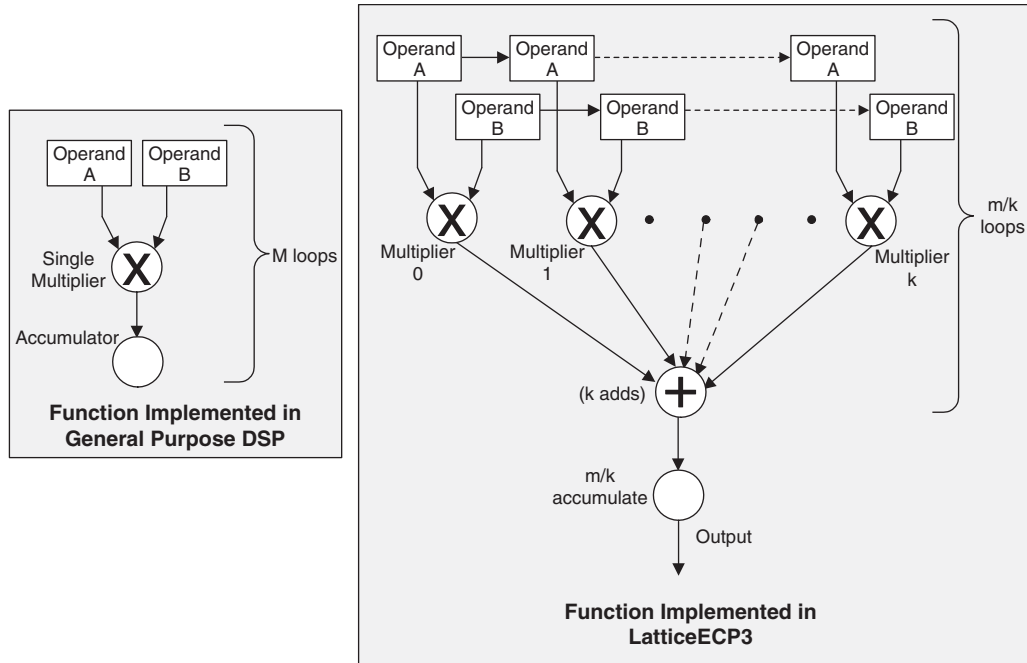 Operand
A
Operand
B
Single
Multiplier
X
M loops
Accumulator
Function Implemented in
General Purpose DSP
Operand
A
Operand
A
Operand
A
Operand
B
Operand
B
Operand
B
X
X
X
m/k
loops
Multiplier
0
Multiplier
1
Multiplier
k
(k adds)
+
m/k
accumulate
Output
Function Implemented in
LatticeECP3